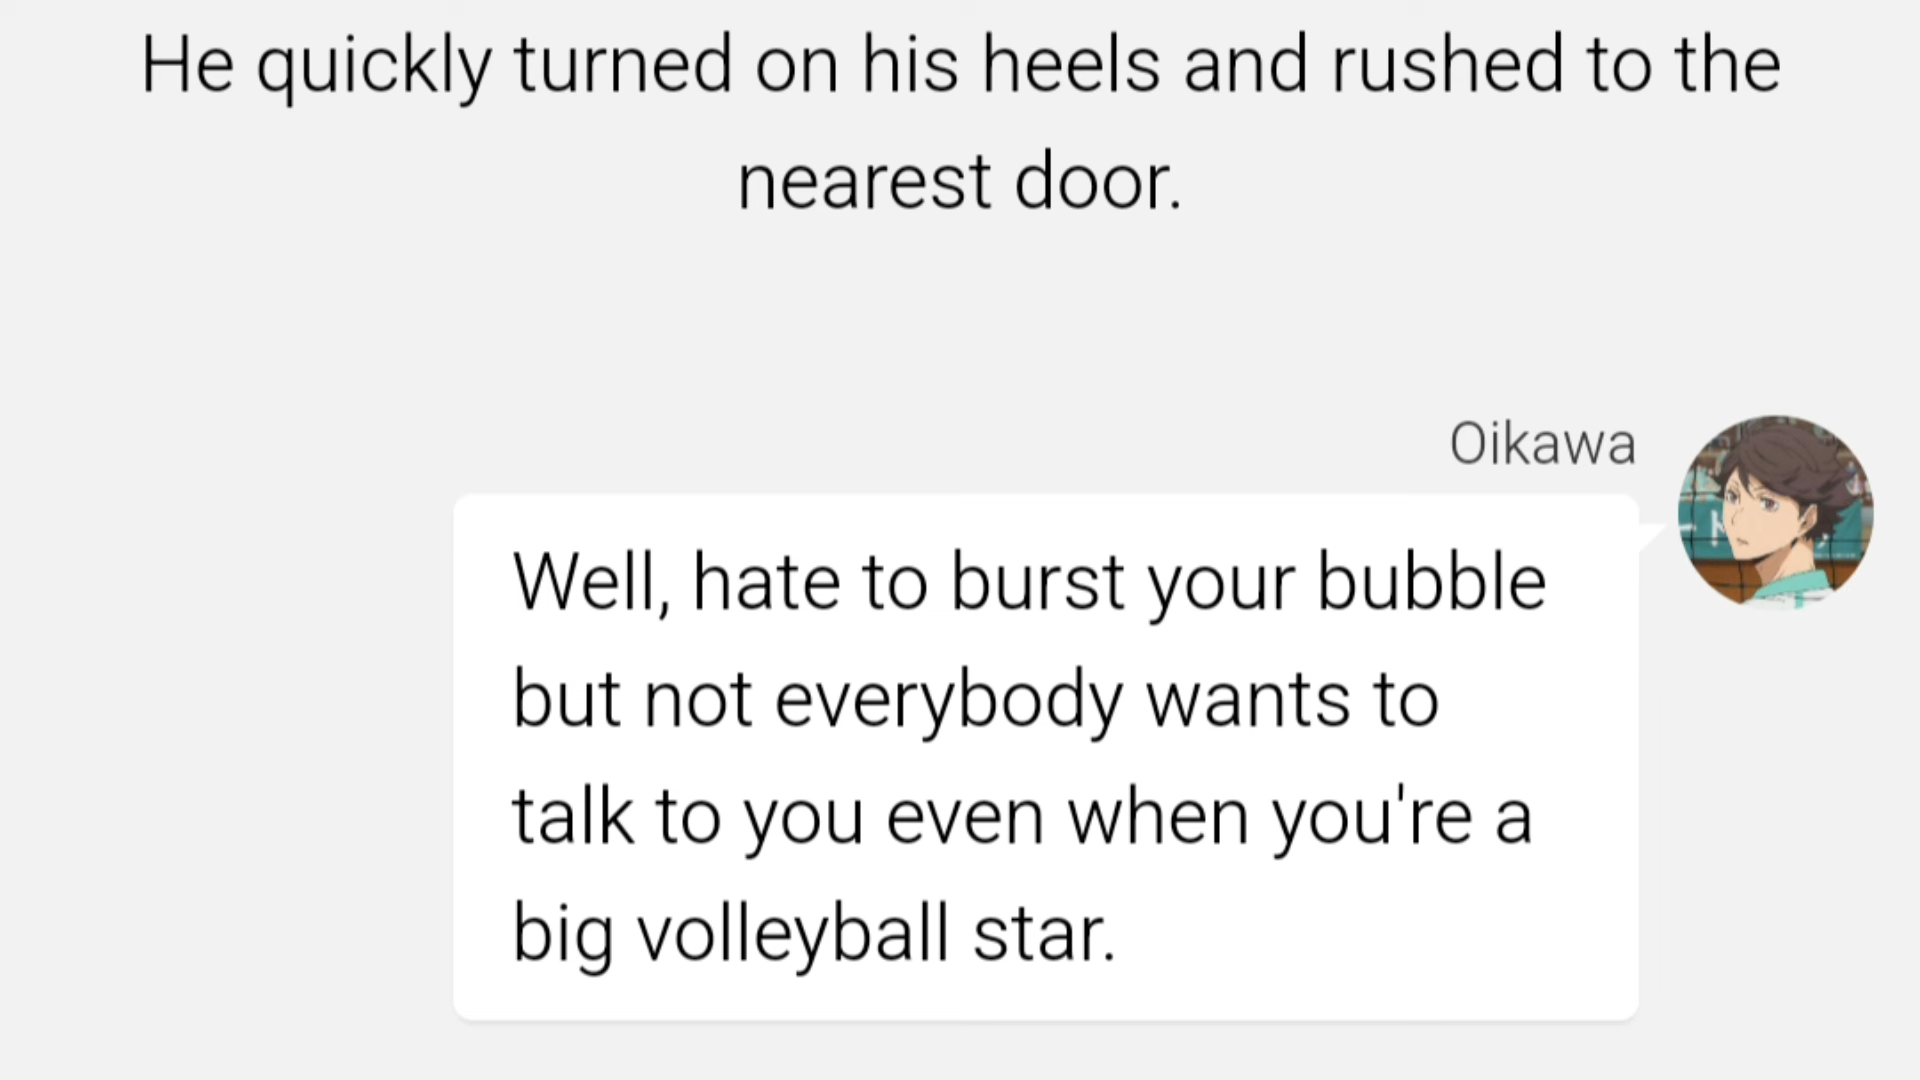 He quickly turned on his heels and rushed to the
nearest door.
Oikawa
Well, hate to burst your bubble
but not everybody wants to
talk to you even when you're a
big volleyball star.